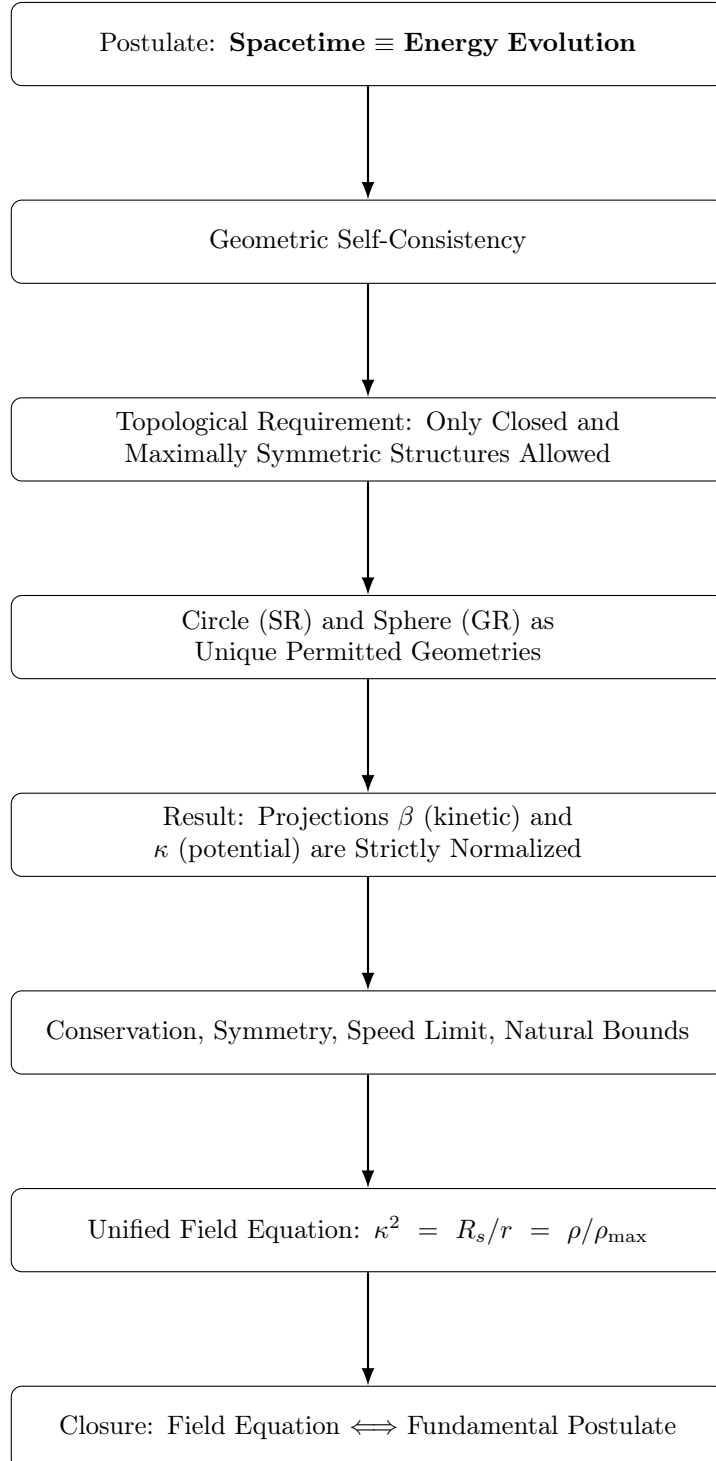 Postulate: Spacetime ≡ Energy Evolution
Geometric Self-Consistency
Topological Requirement: Only Closed and
Maximally Symmetric Structures Allowed
Circle (SR) and Sphere (GR) as
Unique Permitted Geometries
Result: Projections β (kinetic) and
κ (potential) are Strictly Normalized
Conservation, Symmetry, Speed Limit, Natural Bounds
Unified Field Equation: κ² = R_s/r = ρ/ρ_max
Closure: Field Equation ⟺ Fundamental Postulate